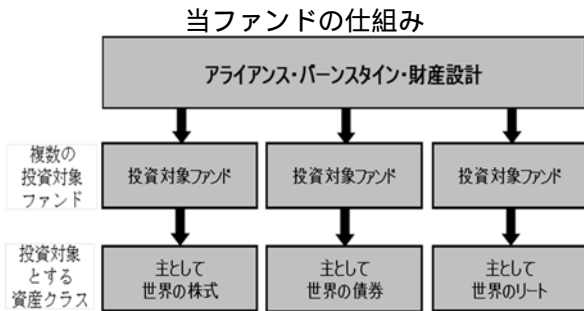 当ファンドの仕組み
アライアンス・バーンスタイン・財産設計
複数の
投資対象
ファンド
投資対象ファンド
投資対象ファンド
投資対象ファンド
投資対象
とする
資産クラス
主として
世界の株式
主として
世界の債券
主として
世界のリート